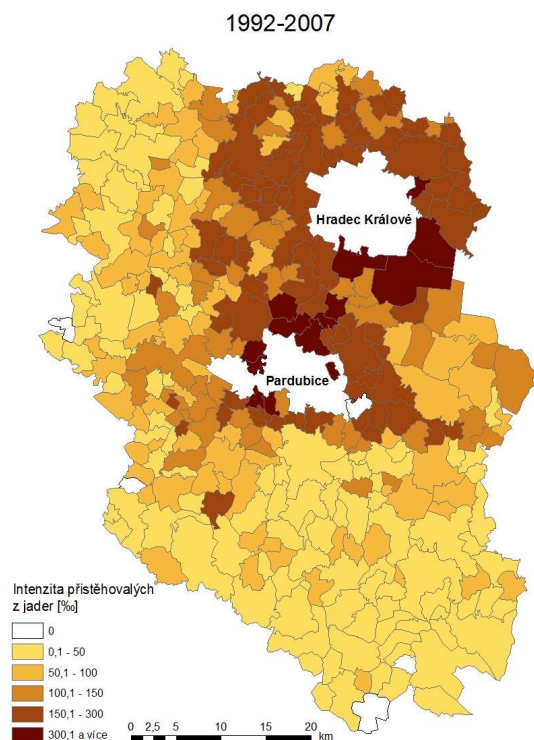 1992-2007
Hradec Králové
Pardubice
Intenzita přistěhovalých
z jader [‰]
0
0,1 - 50
50,1 - 100
100,1 - 150
150,1 - 300
300,1 a více
0 2,5 5 10 15 20
km